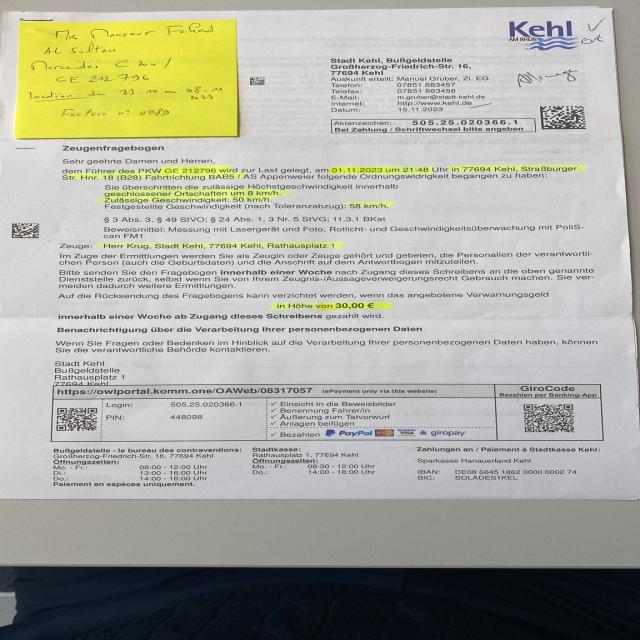 Mr Mansour Fahad
AL Sultan
Mercedes C 200 /
GE 212 796
Location: du 23-10 au 08-11
2023
Facture n: 0989
Kehl
AM RHEIN
Stadt Kehl, Bußgeldstelle
Großherzog-Friedrich-Str. 16,
77694 Kehl
Auskunft erteilt: Manuel Gruber, Zi. EG
Telefon: 07851 883457
Telefax: 07851 883458
E-Mail: m.gruber@stadt-kehl.de
Internet: http://www.kehl.de
Datum: 15.11.2023
Aktenzeichen: 505.25.020366.1
Bei Zahlung / Schriftwechsel bitte angeben
Zeugenfragebogen
Sehr geehrte Damen und Herren,
dem Führer des PKW GE 212796 wird zur Last gelegt, am 01.11.2023 um 21:48 Uhr in 77694 Kehl, Straßburger
Str. Hnr. 18 (B28) Fahrtrichtung BAB5 / AS Appenweier folgende Ordnungswidrigkeit begangen zu haben:
Sie überschritten die zulässige Höchstgeschwindigkeit innerhalb
geschlossener Ortschaften um 8 km/h.
Zulässige Geschwindigkeit: 50 km/h.
Festgestellte Geschwindigkeit (nach Toleranzabzug): 58 km/h.
§ 3 Abs. 3, § 49 StVO; § 24 Abs. 1, 3 Nr. 5 StVG; 11.3.1 BKat
Beweismittel: Messung mit Lasergerät und Foto, Rotlicht- und Geschwindigkeitsüberwachung mit PoliS-
can FM1
Zeuge: Herr Krug, Stadt Kehl, 77694 Kehl, Rathausplatz 1
Im Zuge der Ermittlungen werden Sie als Zeugin oder Zeuge gehört und gebeten, die Personalien der verantwortli-
chen Person (auch die Geburtsdaten) und die Anschrift auf dem Antwortbogen mitzuteilen.
Bitte senden Sie den Fragebogen innerhalb einer Woche nach Zugang dieses Schreibens an die oben genannte
Dienststelle zurück, selbst wenn Sie von Ihrem Zeugnis-/Aussageverweigerungsrecht Gebrauch machen. Sie ver-
meiden dadurch weitere Ermittlungen.
Auf die Rücksendung des Fragebogens kann verzichtet werden, wenn das angebotene Verwarnungsgeld
in Höhe von 30,00 €
innerhalb einer Woche ab Zugang dieses Schreibens gezahlt wird.
Benachrichtigung über die Verarbeitung Ihrer personenbezogenen Daten
Wenn Sie Fragen oder Bedenken im Hinblick auf die Verarbeitung Ihrer personenbezogenen Daten haben, können
Sie die verantwortliche Behörde kontaktieren.
Stadt Kehl
Bußgeldstelle
Rathausplatz 1
77694 Kehl
https://owiportal.komm.one/OAWeb/08317057 (ePayment only via this website)
GiroCode
Bezahlen per Banking-App
Login: 505.25.020366.1
PIN: 448098
✓ Einsicht in die Beweisbilder
✓ Benennung Fahrer/in
✓ Äußerung zum Tatvorwurf
✓ Anlagen beifügen
✓ Bezahlen PayPal VISA giropay
Bußgeldstelle - le bureau des contraventions:
Großherzog-Friedrich-Str. 16, 77694 Kehl
Öffnungszeiten:
Mo. - Fr.: 08:00 - 12:00 Uhr
Di.: 13:00 - 16:00 Uhr
Do.: 14:00 - 18:00 Uhr
Paiement en espèces uniquement.
Stadtkasse:
Rathausplatz 1, 77694 Kehl
Öffnungszeiten:
Mo. - Fr.: 08:30 - 12:00 Uhr
Do.: 14:00 - 18:00 Uhr
Zahlungen an / Paiement à Stadtkasse Kehl:
Sparkasse Hanauerland Kehl
IBAN: DE08 6645 1862 0000 0002 74
BIC: SOLADES1KEL